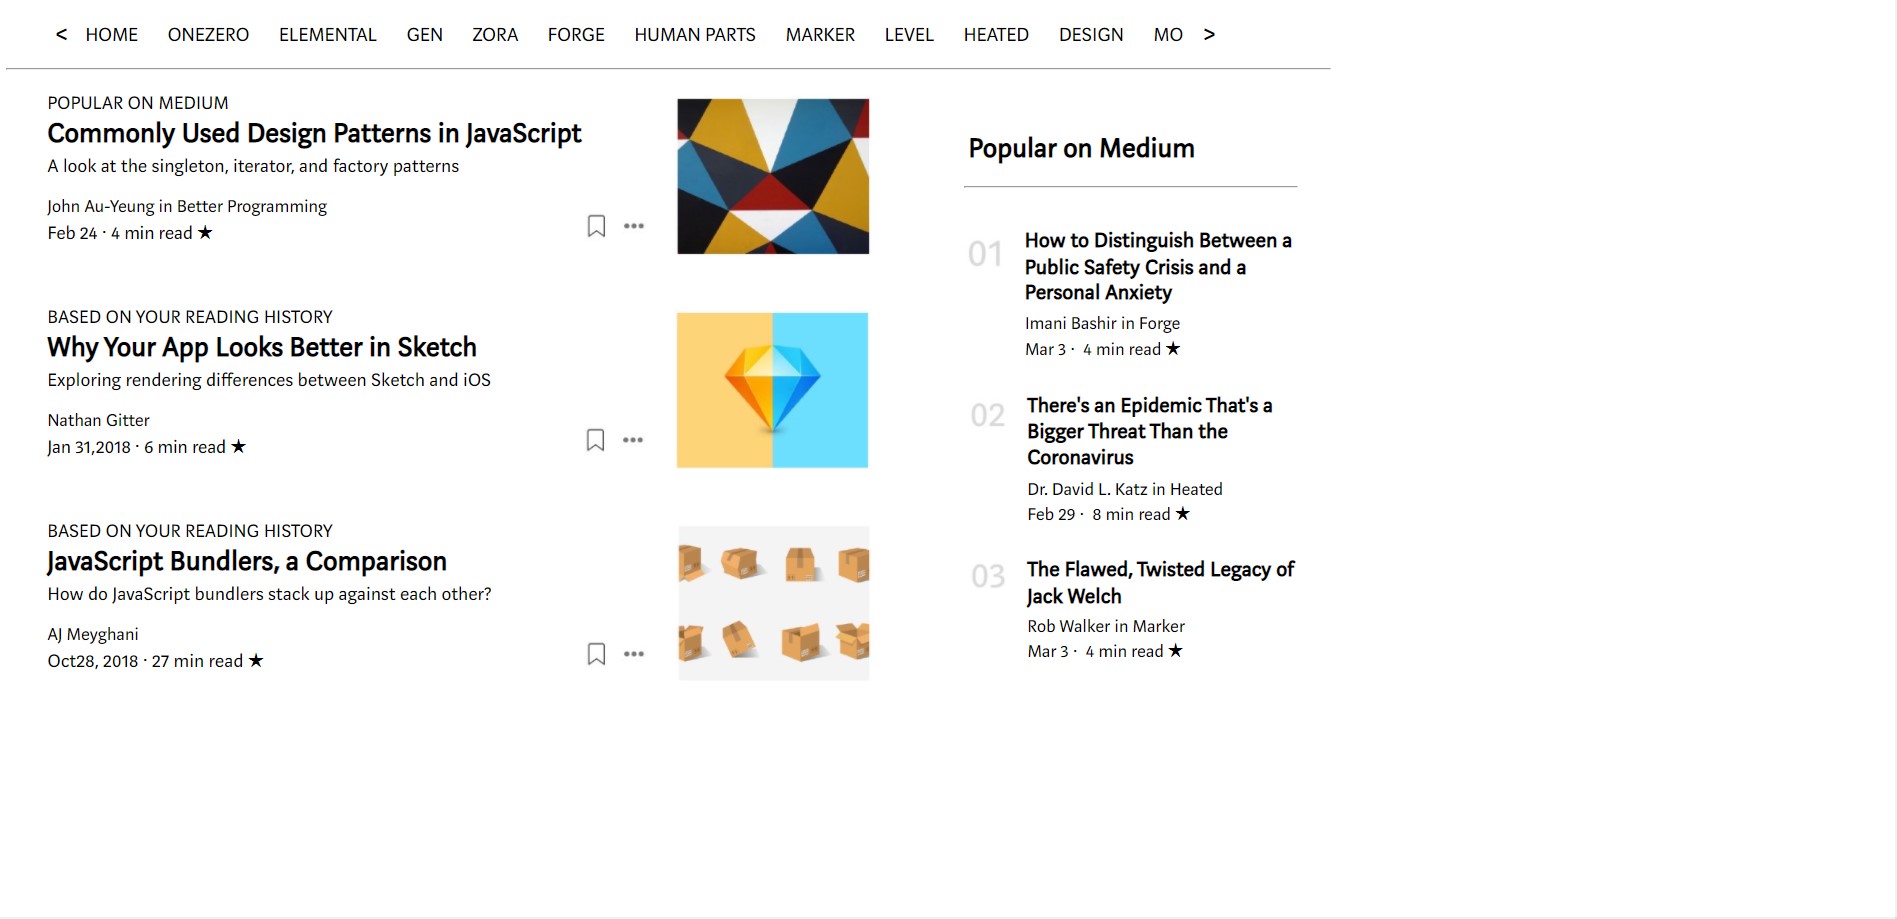 < HOME ONEZERO ELEMENTAL GEN ZORA FORGE HUMAN PARTS MARKER LEVEL HEATED DESIGN MO >
POPULAR ON MEDIUM
Commonly Used Design Patterns in JavaScript
A look at the singleton, iterator, and factory patterns
John Au-Yeung in Better Programming
Feb 24 · 4 min read ★
BASED ON YOUR READING HISTORY
Why Your App Looks Better in Sketch
Exploring rendering differences between Sketch and iOS
Nathan Gitter
Jan 31,2018 · 6 min read ★
BASED ON YOUR READING HISTORY
JavaScript Bundlers, a Comparison
How do JavaScript bundlers stack up against each other?
AJ Meyghani
Oct28, 2018 · 27 min read ★
Popular on Medium
01
How to Distinguish Between a
Public Safety Crisis and a
Personal Anxiety
Imani Bashir in Forge
Mar 3 · 4 min read ★
02
There's an Epidemic That's a
Bigger Threat Than the
Coronavirus
Dr. David L. Katz in Heated
Feb 29 · 8 min read ★
03
The Flawed, Twisted Legacy of
Jack Welch
Rob Walker in Marker
Mar 3 · 4 min read ★